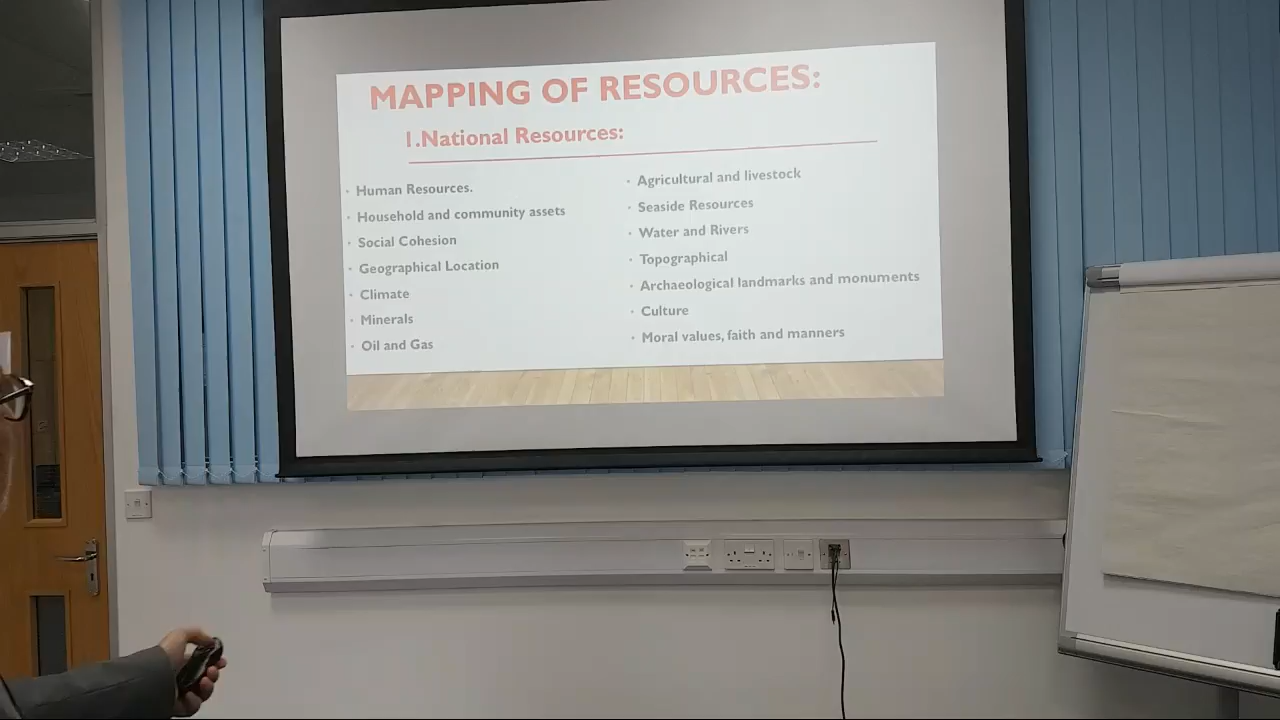 MAPPING OF RESOURCES:
1.National Resources:
• Human Resources.
• Household and community assets
• Social Cohesion
• Geographical Location
• Climate
• Minerals
• Oil and Gas
• Agricultural and livestock
• Seaside Resources
• Water and Rivers
• Topographical
• Archaeological landmarks and monuments
• Culture
• Moral values, faith and manners